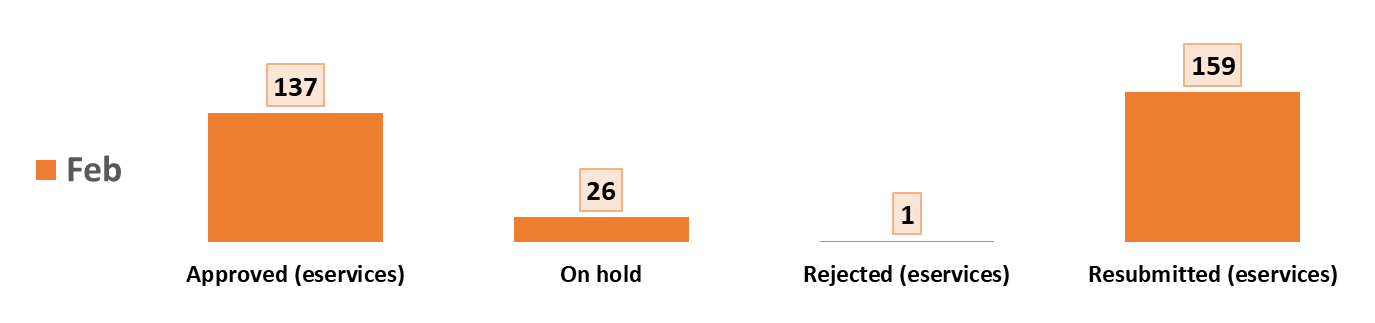 137
26
1
159
Feb
Approved (eservices)
On hold
Rejected (eservices)
Resubmitted (eservices)